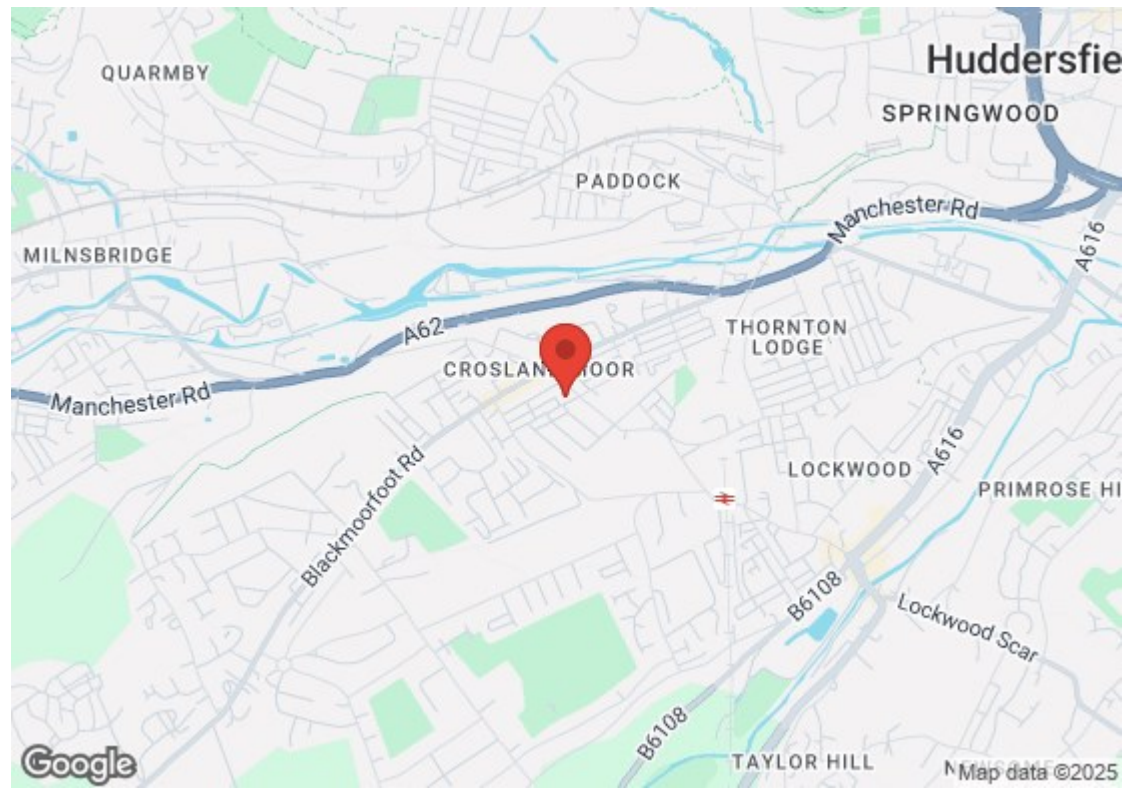 Huddersfie
QUARMBY
SPRINGWOOD
PADDOCK
Manchester Rd
A616
MILNSBRIDGE
A62
THORNTON
LODGE
CROSLAN MOOR
Manchester Rd
Blackmoorfoot Rd
LOCKWOOD
A616
PRIMROSE HI
B6108
Lockwood Scar
B6108
TAYLOR HILL
Google
Map data ©2025